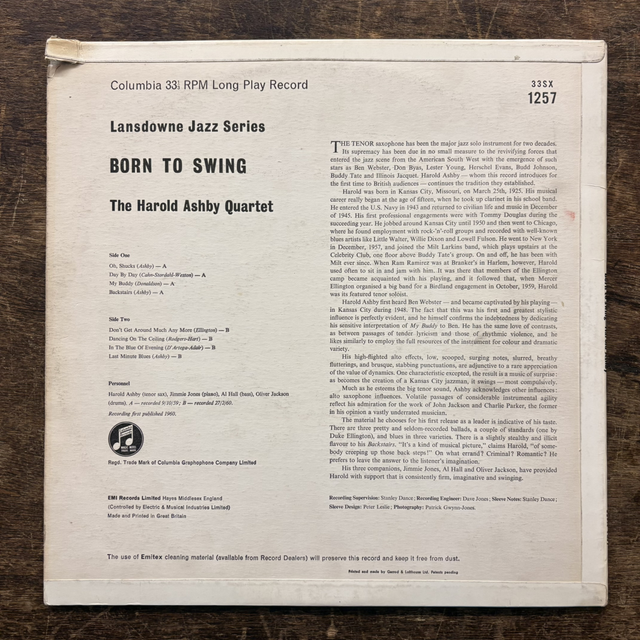 Columbia 33⅓ RPM Long Play Record
33SX
1257
Lansdowne Jazz Series
BORN TO SWING
The Harold Ashby Quartet
Side One
Oh, Shucks (Ashby) — A
Day By Day (Cahn-Stordahl-Weston) — A
My Buddy (Donaldson) — A
Backstairs (Ashby) — A
Side Two
Don't Get Around Much Any More (Ellington) — B
Dancing On The Ceiling (Rodgers-Hart) — B
In The Blue Of Evening (D'Artega-Adair) — B
Last Minute Blues (Ashby) — B
Personnel
Harold Ashby (tenor sax), Jimmie Jones (piano), Al Hall (bass), Oliver Jackson
(drums) A — recorded 9/10/59; B — recorded 27/2/60.
Recording first published 1960.
Regd. Trade Mark of Columbia Graphophone Company Limited
EMI Records Limited Hayes Middlesex England
(Controlled by Electric & Musical Industries Limited)
Made and Printed in Great Britain
THE TENOR saxophone has been the major jazz solo instrument for two decades.
Its supremacy has been due in no small measure to the revivifying forces that
entered the jazz scene from the American South West with the emergence of such
stars as Ben Webster, Don Byas, Lester Young, Herschel Evans, Budd Johnson,
Buddy Tate and Illinois Jacquet. Harold Ashby — whom this record introduces for
the first time to British audiences — continues the tradition they established.
Harold was born in Kansas City, Missouri, on March 25th, 1925. His musical
career really began at the age of fifteen, when he took up clarinet in his school band.
He entered the U.S. Navy in 1943 and returned to civilian life and music in December
of 1945. His first professional engagements were with Tommy Douglas during the
succeeding year. He jobbed around Kansas City until 1950 and then went to Chicago,
where he found employment with rock-'n'-roll groups and recorded with well-known
blues artists like Little Walter, Willie Dixon and Lowell Fulson. He went to New York
in December, 1957, and joined the Milt Larkins band, which plays upstairs at the
Celebrity Club, one floor above Buddy Tate's group. On and off, he has been with
Milt ever since. When Ram Ramirez was at Branker's in Harlem, however, Harold
used often to sit in and jam with him. It was there that members of the Ellington
camp became acquainted with his playing, and it followed that, when Mercer
Ellington organised a big band for a Birdland engagement in October, 1959, Harold
was its featured tenor soloist.
Harold Ashby first heard Ben Webster — and became captivated by his playing —
in Kansas City during 1948. The fact that this was his first and greatest stylistic
influence is perfectly evident, and he himself confirms the indebtedness by dedicating
his sensitive interpretation of My Buddy to Ben. He has the same love of contrasts,
as between passages of tender lyricism and those of rhythmic violence, and he
likes similarly to employ the full resources of the instrument for colour and dramatic
variety.
His high-flighted alto effects, low, scooped, surging notes, slurred, breathy
flutterings, and brusque, stabbing punctuations, are adjunctive to a rare appreciation
of the value of dynamics. One characteristic excepted, the result is a music of surprise:
as becomes the creation of a Kansas City jazzman, it swings — most compulsively.
Much as he esteems the big tenor sound, Ashby acknowledges other influences:
alto saxophone influences. Volatile passages of considerable instrumental agility
reflect his admiration for the work of John Jackson and Charlie Parker, the former
in his opinion a vastly underrated musician.
The material he chooses for his first release as a leader is indicative of his taste.
There are three pretty and seldom-recorded ballads, a couple of standards (one by
Duke Ellington), and blues in three varieties. There is a slightly stealthy and illicit
flavour to his Backstairs, "It's a kind of musical picture," claims Harold, "of some-
body creeping up those back steps!" On what errand? Criminal? Romantic? He
prefers to leave the answer to the listener's imagination.
His three companions, Jimmie Jones, Al Hall and Oliver Jackson, have provided
Harold with support that is consistently firm, imaginative and swinging.
Recording Supervision: Stanley Dance; Recording Engineer: Dave Jones; Sleeve Notes: Stanley Dance;
Sleeve Design: Peter Leslie; Photography: Patrick Gwynn-Jones.
The use of Emitex cleaning material (available from Record Dealers) will preserve this record and keep it free from dust.
Printed and made by Garrod & Lofthouse Ltd. Patents pending